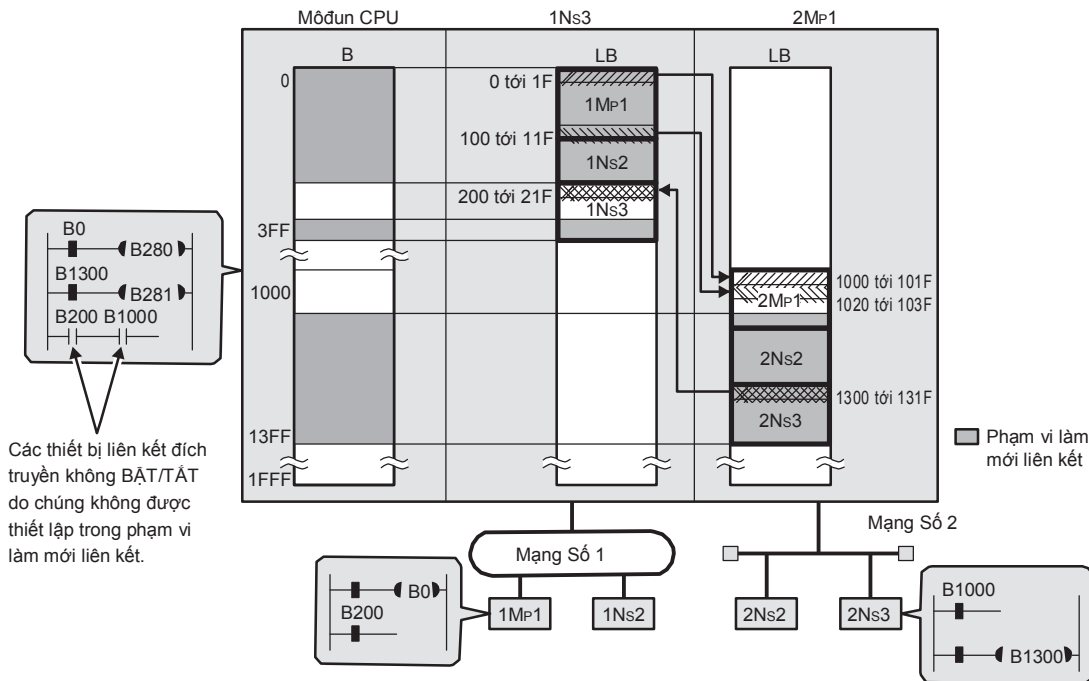 Môđun CPU
1Ns3
2Mp1
B
LB
LB
0
0 tới 1F
1Mp1
100 tới 11F
1Ns2
200 tới 21F
1Ns3
3FF
1000
13FF
1FFF
1000 tới 101F
2Mp1
1020 tới 103F
2Ns2
1300 tới 131F
2Ns3
B0
B280
B1300
B281
B200 B1000
Các thiết bị liên kết đích
truyền không BẬT/TẮT
do chúng không được
thiết lập trong phạm vi
làm mới liên kết.
Phạm vi làm
mới liên kết
Mạng Số 1
Mạng Số 2
B0
B200
1Mp1
1Ns2
2Ns2
2Ns3
B1000
B1300